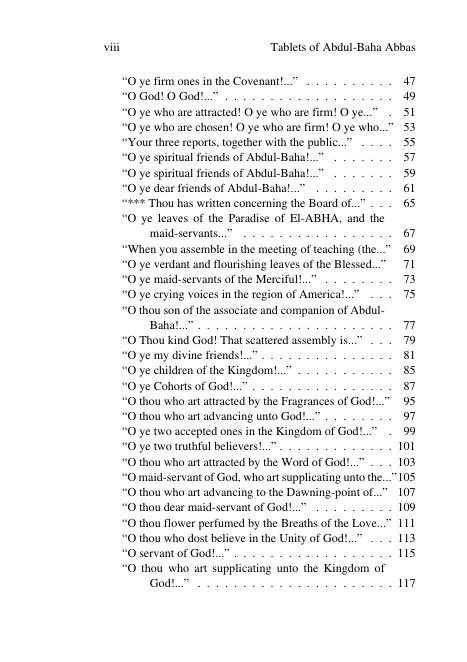 viii Tablets of Abdul-Baha Abbas
“O ye firm ones in the Covenant!...” . . . . . . . . . . 47
“O God! O God!...” . . . . . . . . . . . . . . . . . . . 49
“O ye who are attracted! O ye who are firm! O ye...” . 51
“O ye who are chosen! O ye who are firm! O ye who...” 53
“Your three reports, together with the public...” . . . . 55
“O ye spiritual friends of Abdul-Baha!...” . . . . . . . 57
“O ye spiritual friends of Abdul-Baha!...” . . . . . . . 59
“O ye dear friends of Abdul-Baha!...” . . . . . . . . . 61
“*** Thou has written concerning the Board of...” . . . 65
“O ye leaves of the Paradise of El-ABHA, and the
maid-servants...” . . . . . . . . . . . . . . . . . 67
“When you assemble in the meeting of teaching (the...” 69
“O ye verdant and flourishing leaves of the Blessed...” 71
“O ye maid-servants of the Merciful!...” . . . . . . . . 73
“O ye crying voices in the region of America!...” . . . 75
“O thou son of the associate and companion of Abdul-
Baha!...” . . . . . . . . . . . . . . . . . . . . . . 77
“O Thou kind God! That scattered assembly is...” . . . 79
“O ye my divine friends!...” . . . . . . . . . . . . . . . 81
“O ye children of the Kingdom!...” . . . . . . . . . . . 85
“O ye Cohorts of God!...” . . . . . . . . . . . . . . . . 87
“O thou who art attracted by the Fragrances of God!...” 95
“O thou who art advancing unto God!...” . . . . . . . 97
“O ye two accepted ones in the Kingdom of God!...” . 99
“O ye two truthful believers!...” . . . . . . . . . . . . . 101
“O thou who art attracted by the Word of God!...” . . . 103
“O maid-servant of God, who art supplicating unto the...”105
“O thou who art advancing to the Dawning-point of...” 107
“O thou dear maid-servant of God!...” . . . . . . . . . 109
“O thou flower perfumed by the Breaths of the Love...” 111
“O thou who dost believe in the Unity of God!...” . . . 113
“O servant of God!...” . . . . . . . . . . . . . . . . . . 115
“O thou who art supplicating unto the Kingdom of
God!...” . . . . . . . . . . . . . . . . . . . . . . 117